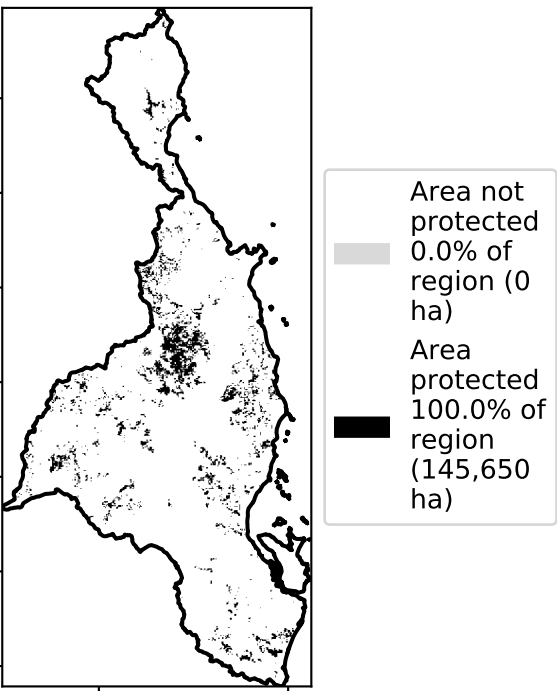 Area not
protected
0.0% of
region (0
ha)
Area
protected
100.0% of
region
(145,650
ha)